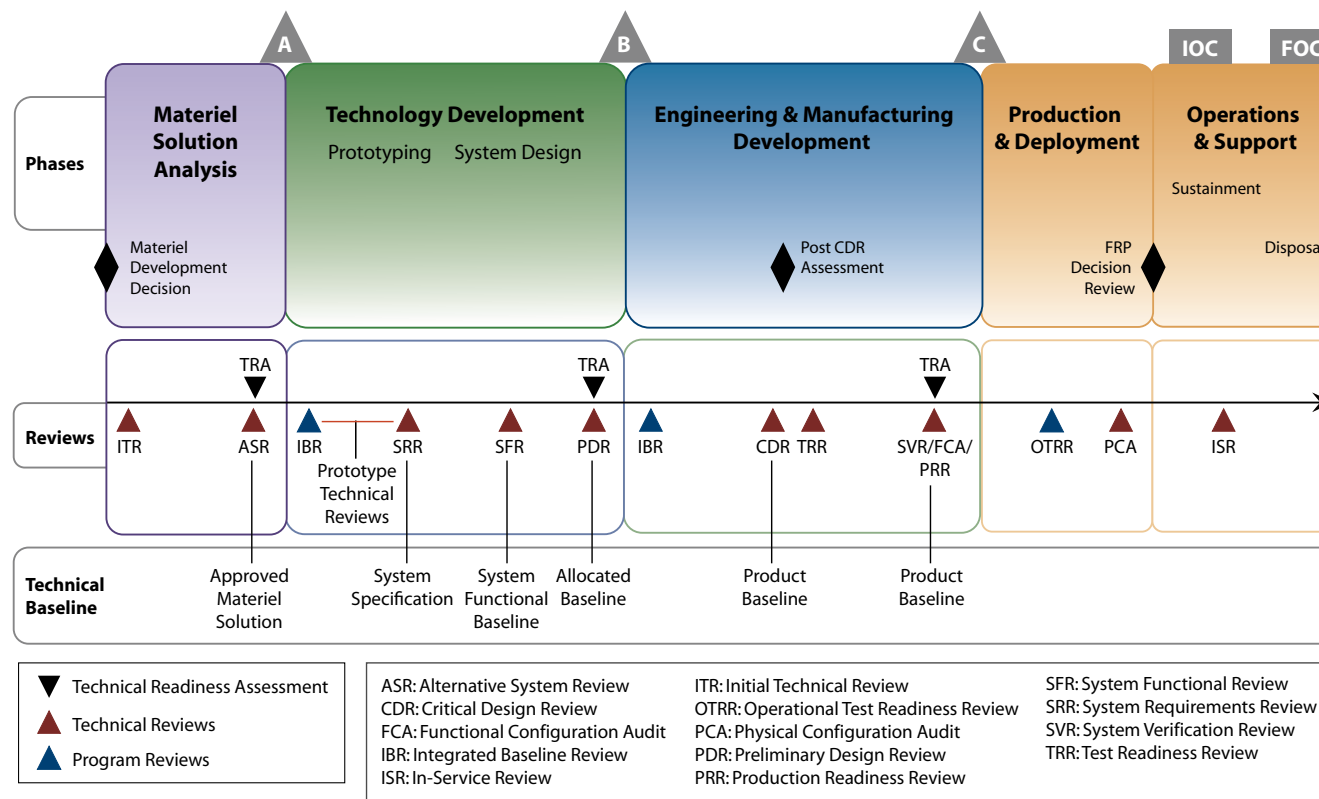 A
B
C
IOC
FOC
Phases
Materiel
Solution
Analysis
Technology Development
Prototyping System Design
Engineering & Manufacturing
Development
Production
& Deployment
Operations
& Support
Sustainment
Materiel
Development
Decision
Post CDR
Assessment
FRP
Decision
Review
Disposa
Reviews
TRA
TRA
TRA
ITR
ASR
IBR
SRR
SFR
PDR
IBR
CDR
TRR
SVR/FCA/
PRR
OTRR
PCA
ISR
Prototype
Technical
Reviews
Technical
Baseline
Approved
Materiel
Solution
System
Specification
System
Functional
Baseline
Allocated
Baseline
Product
Baseline
Product
Baseline
Technical Readiness Assessment
Technical Reviews
Program Reviews
ASR: Alternative System Review
CDR: Critical Design Review
FCA: Functional Configuration Audit
IBR: Integrated Baseline Review
ISR: In-Service Review
ITR: Initial Technical Review
OTRR: Operational Test Readiness Review
PCA: Physical Configuration Audit
PDR: Preliminary Design Review
PRR: Production Readiness Review
SFR: System Functional Review
SRR: System Requirements Review
SVR: System Verification Review
TRR: Test Readiness Review